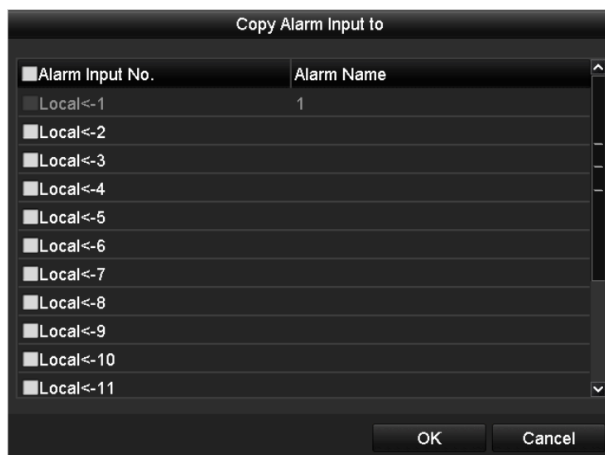 Copy Alarm Input to
Alarm Input No. Alarm Name
Local<-1 1
Local<-2
Local<-3
Local<-4
Local<-5
Local<-6
Local<-7
Local<-8
Local<-9
Local<-10
Local<-11
OK Cancel